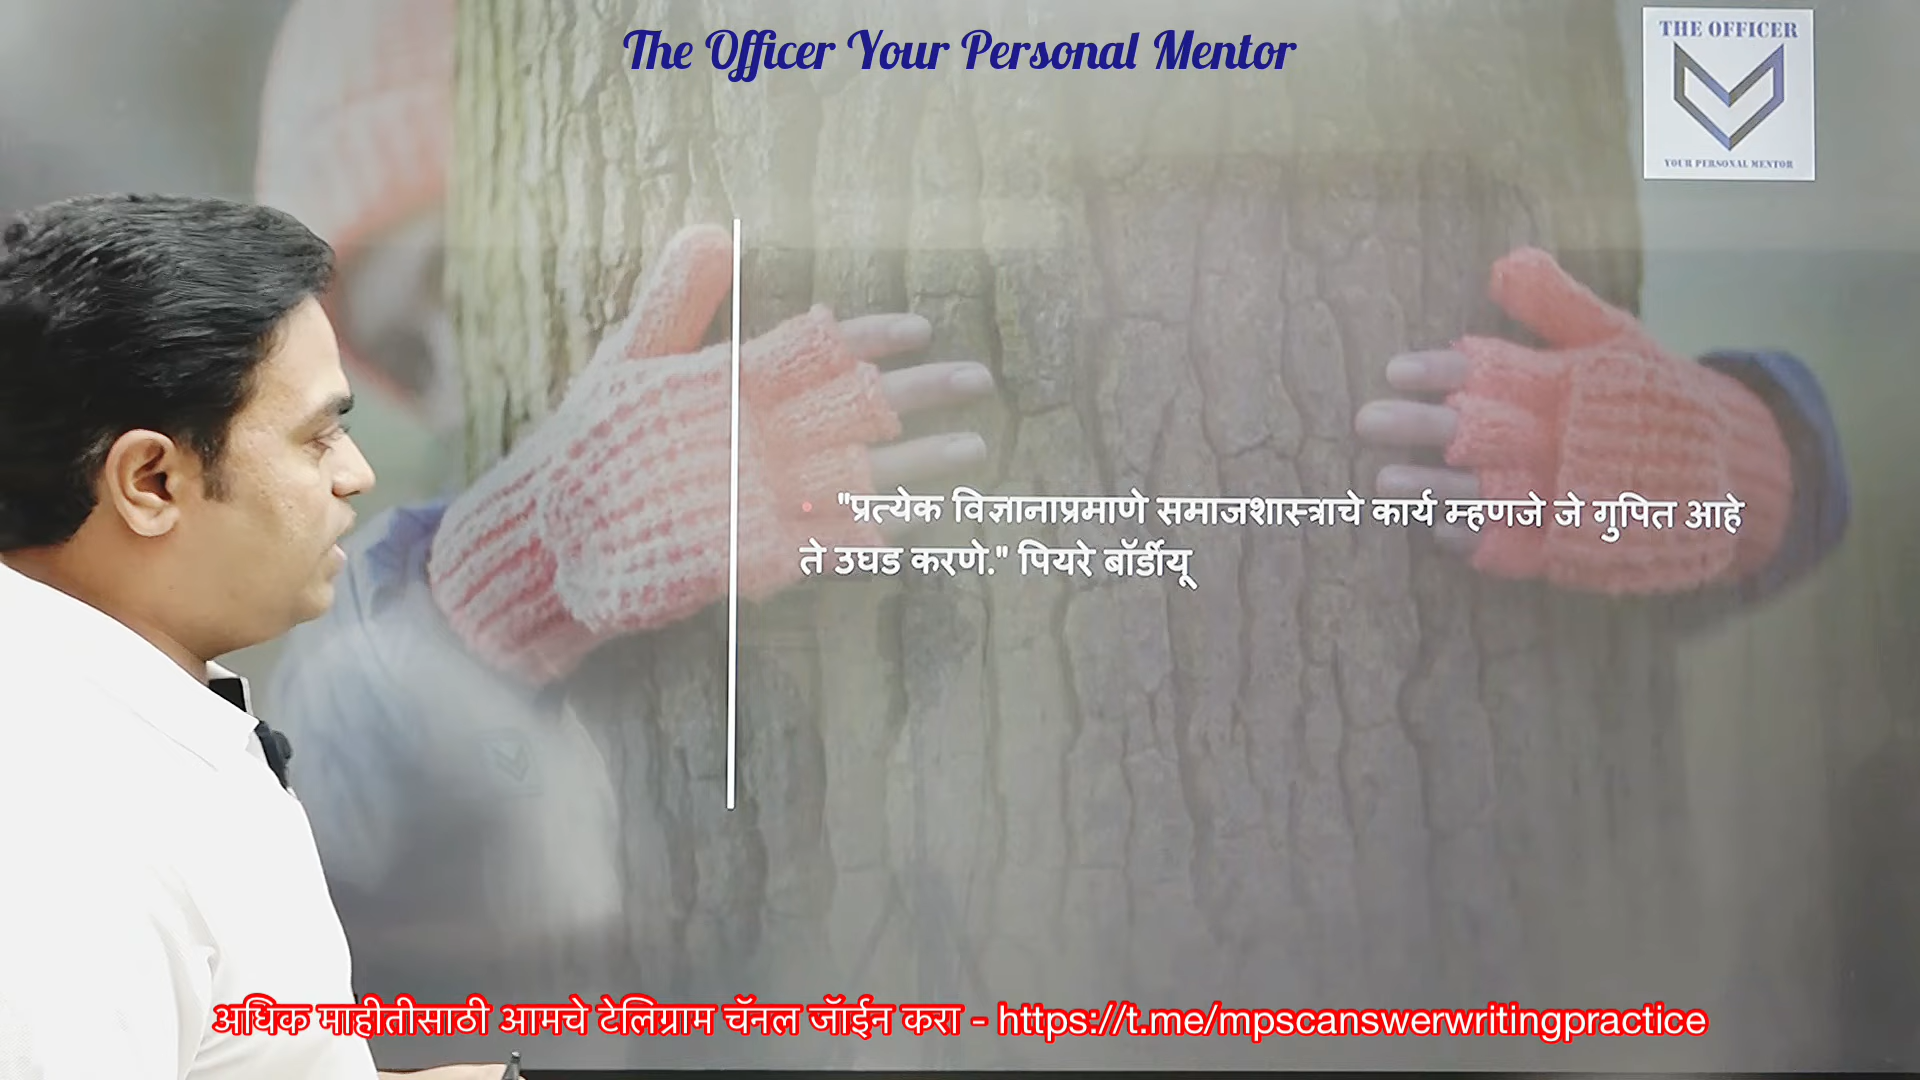 The Officer Your Personal Mentor
THE OFFICER
YOUR PERSONAL MENTOR
"प्रत्येक विज्ञानाप्रमाणे समाजशास्त्राचे कार्य म्हणजे जे गुपित आहे
ते उघड करणे." पियरे बॉर्डीयू
अधिक माहीतीसाठी आमचे टेलिग्राम चॅनल जॉईन करा - https://t.me/mpscanswerwritingpractice